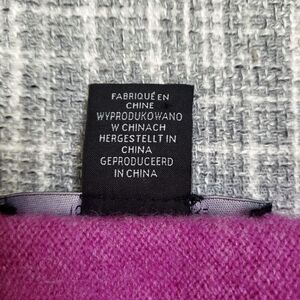 FABRIQUÉ EN
CHINE
WYPRODUKOWANO
W CHINACH
HERGESTELLT IN
CHINA
GEPRODUCEERD
IN CHINA